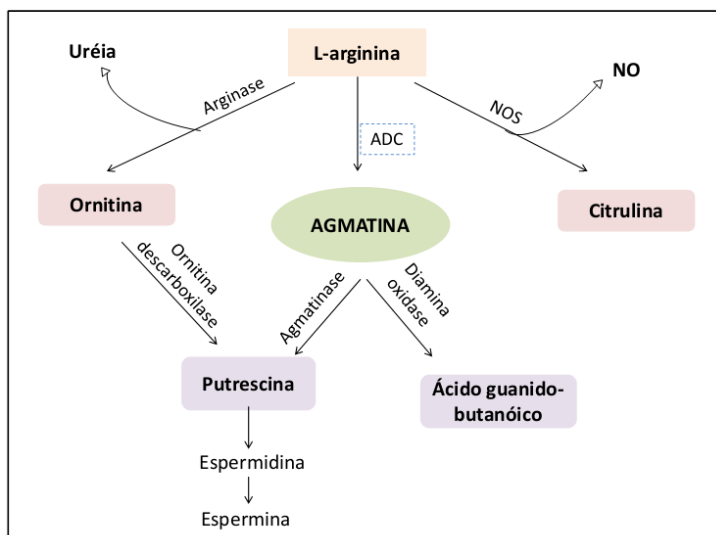 L-arginina
Uréia
NO
Arginase
ADC
NOS
Ornitina
AGMATINA
Citrulina
Ornitina
descarboxilase
Agmatinase
Diamina
oxidase
Putrescina
Ácido guanido-
butanóico
Espermidina
Espermina